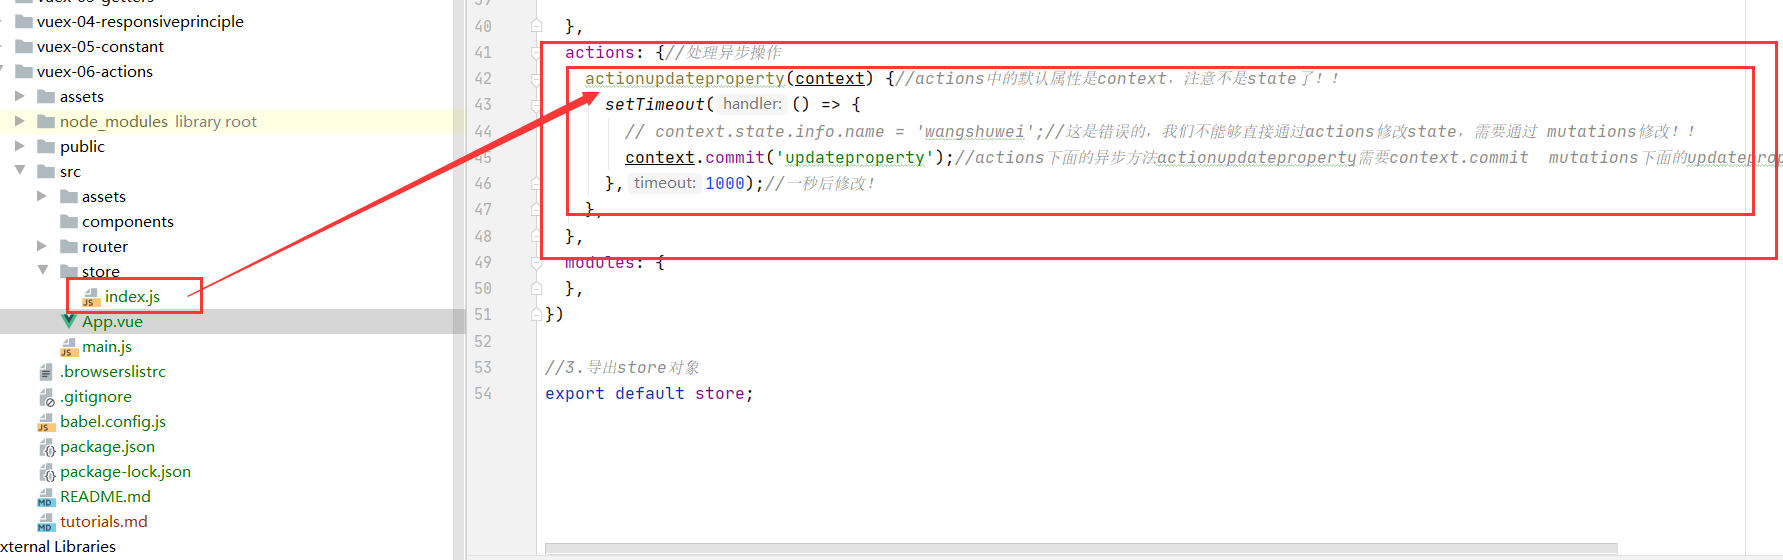 vuex-04-responsiveprinciple
vuex-05-constant
vuex-06-actions
assets
node_modules library root
public
src
assets
components
router
store
index.js
App.vue
main.js
.browserslistrc
.gitignore
babel.config.js
package.json
package-lock.json
README.md
tutorials.md
xternal Libraries
40 },
41 actions: {//处理异步操作
42 actionupdateproperty(context) {//actions中的默认属性是context，注意不是state了！！
43 setTimeout( handler: () => {
44 // context.state.info.name = 'wangshuwei';//这是错误的，我们不能够直接通过actions修改state，需要通过 mutations修改！！
45 context.commit('updateproperty');//actions下面的异步方法actionupdateproperty需要context.commit mutations下面的updateprop
46 }, timeout: 1000);//一秒后修改！
47 },
48 },
49 modules: {
50 },
51 })
52
53 //3.导出store对象
54 export default store;